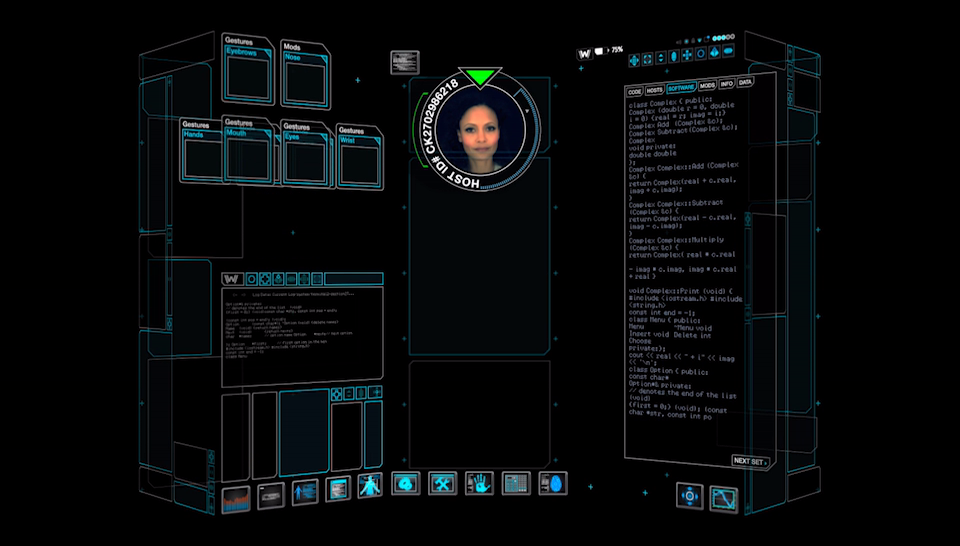 Gestures
Eyebrows
Mods
Nose
Gestures
Hands
Gestures
Mouth
Gestures
Eyes
Gestures
Wrist
HOST ID# CK2702986218
W
75%
CODE
HOSTS
SOFTWARE
MODS
INFO
DATA
class Complex { public:
Complex (double r = 0, double
i = 0) {real = r; imag = i;}
Complex Add (Complex &c);
Complex Subtract(Complex &c);
Complex
void private:
double double
};
Complex Complex::Add (Complex
&c) {
return Complex(real + c.real,
imag + c.imag);
}
Complex Complex::Subtract
(Complex &c) {
return Complex(real - c.real,
imag - c.imag);
}
Complex Complex::Multiply
(Complex &c) {
return Complex( real * c.real
- imag * c.imag, imag * c.real
+ real }
void Complex::Print (void) {
#include <iostream.h> #include
<string.h>
const int end = -1;
class Menu { public:
Menu ~Menu void
Insert void Delete int
Choose
private:};
cout << real << " + i" << imag
<< '\n';
class Option { public:
const char*
Option*& private:
// denotes the end of the list
(void)
{first = 0;} (void); (const
char *str, const int po
NEXT SET
W